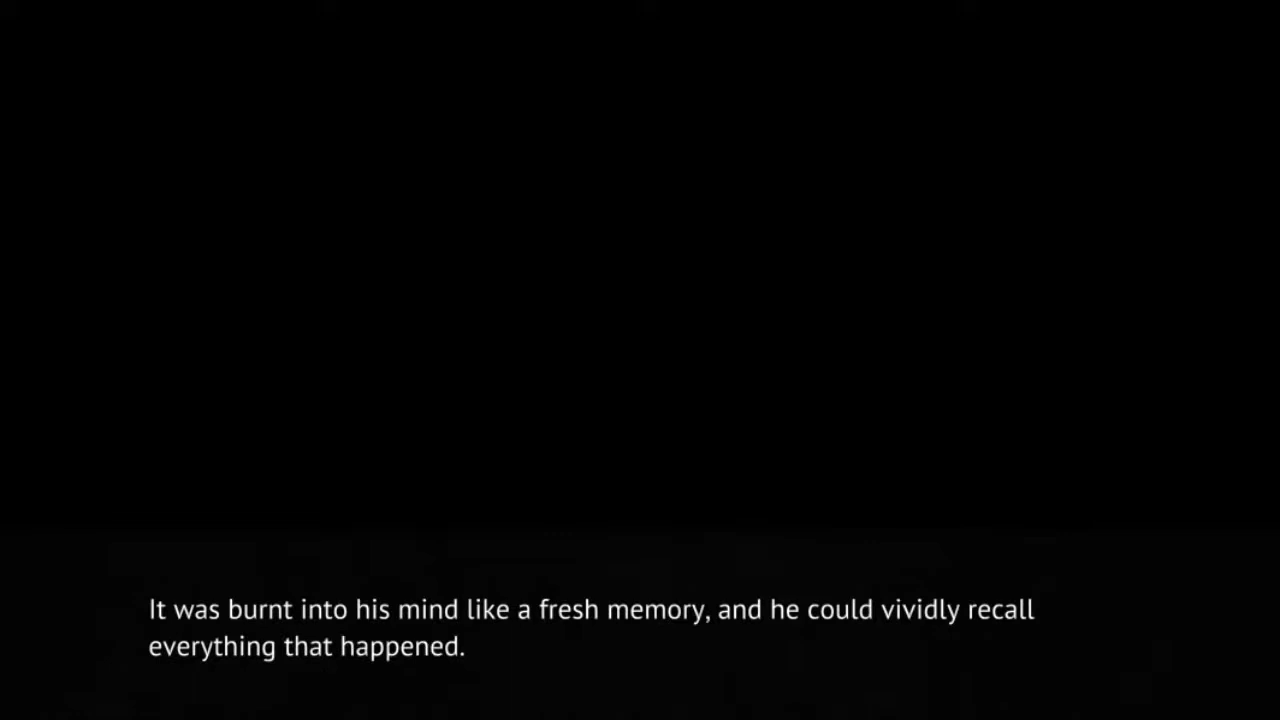 It was burnt into his mind like a fresh memory, and he could vividly recall
everything that happened.